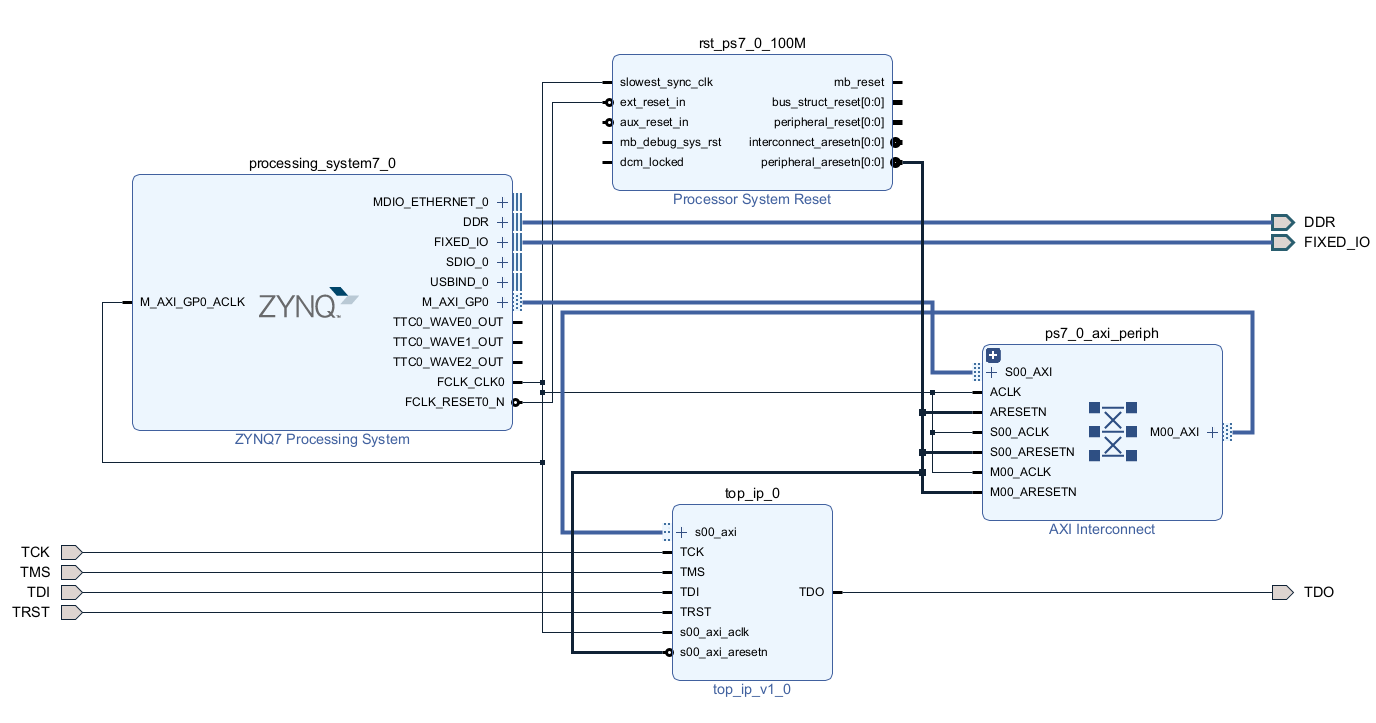 rst_ps7_0_100M
slowest_sync_clk
ext_reset_in
aux_reset_in
mb_debug_sys_rst
dcm_locked
mb_reset
bus_struct_reset[0:0]
peripheral_reset[0:0]
interconnect_aresetn[0:0]
peripheral_aresetn[0:0]
Processor System Reset
processing_system7_0
M_AXI_GP0_ACLK
ZYNQ
MDIO_ETHERNET_0
DDR
FIXED_IO
SDIO_0
USBIND_0
M_AXI_GP0
TTC0_WAVE0_OUT
TTC0_WAVE1_OUT
TTC0_WAVE2_OUT
FCLK_CLK0
FCLK_RESET0_N
ZYNQ7 Processing System
DDR
FIXED_IO
ps7_0_axi_periph
S00_AXI
ACLK
ARESETN
S00_ACLK
S00_ARESETN
M00_ACLK
M00_ARESETN
M00_AXI
AXI Interconnect
top_ip_0
s00_axi
TCK
TMS
TDI
TRST
s00_axi_aclk
s00_axi_aresetn
TDO
top_ip_v1_0
TCK
TMS
TDI
TRST
TDO